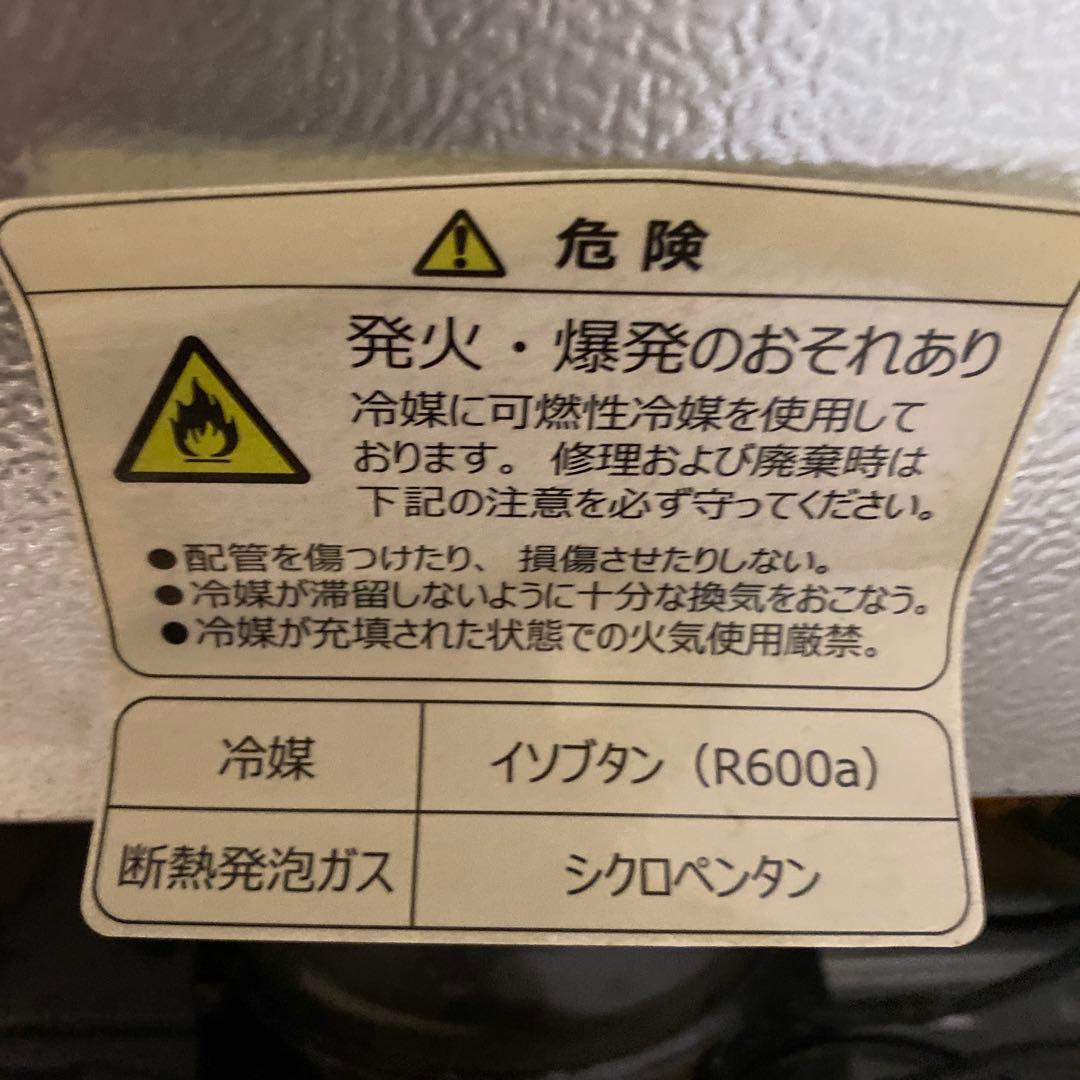 危険
発火・爆発のおそれあり
冷媒に可燃性冷媒を使用して
おります。修理および廃棄時は
下記の注意を必ず守ってください。
●配管を傷つけたり、損傷させたりしない。
●冷媒が滞留しないように十分な換気をおこなう。
●冷媒が充填された状態での火気使用厳禁。
冷媒 イソブタン（R600a）
断熱発泡ガス シクロペンタン